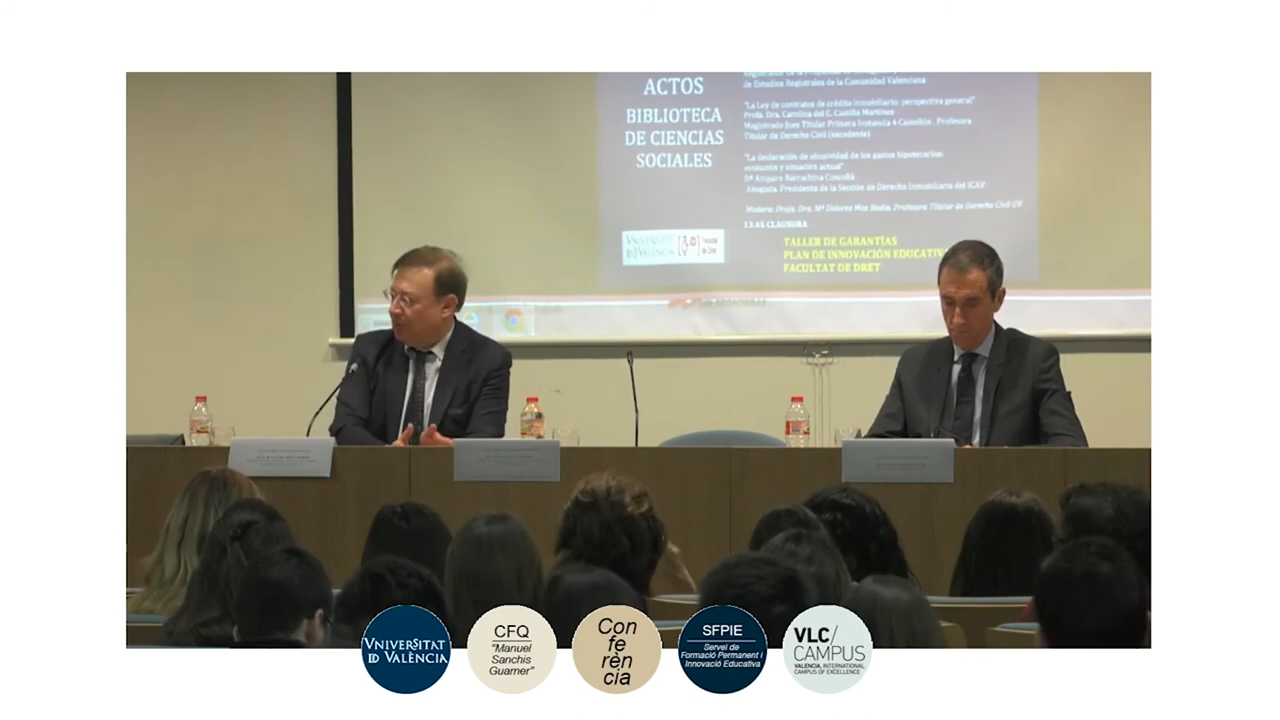 ACTOS
BIBLIOTECA
DE CIENCIAS
SOCIALES
de Estudios Registrales de la Comunidad Valenciana
"La Ley de contratos de crédito inmobiliario: perspectiva general"
Profa. Dra. Carolina del C. Castillo Martínez
Magistrado Juez Titular Primera Instancia 4 Castellón. Profesora
Titular de Derecho Civil (excedente)
"La declaración de abusividad de los gastos hipotecarios:
evolución y situación actual"
Dª Amparo Barrachina Coscollá
Abogada. Presidenta de la Sección de Derecho Inmobiliario del ICAV
Modera: Profa. Dra. Mª Dolores Mas Badia. Profesora Titular de Derecho Civil UV
13.45 CLAUSURA
TALLER DE GARANTÍAS
PLAN DE INNOVACIÓN EDUCATIVA
FACULTAT DE DRET
VNIVERSITAT
ID VALÈNCIA
Facultat
de Dret
VNIVERSITAT
ID VALÈNCIA
CFQ
"Manuel
Sanchis
Guarner"
Con
fe
rèn
cia
SFPIE
Servei de
Formació Permanent i
Innovació Educativa
VLC/
CAMPUS
VALENCIA, INTERNATIONAL
CAMPUS OF EXCELLENCE